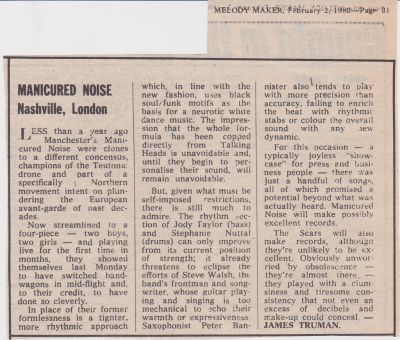 MELODY MAKER, February 2, 1980—Page 31
MANICURED NOISE
Nashville, London
LESS than a year ago
Manchester's Mani-
cured Noise were dons
to a different concensus,
champions of the Teutonic
drone and part of a
specifically Northern
movement intent on plun-
dering the European
avant-garde of past dec-
ades.
Now streamlined to a
four-piece — two boys,
two girls — and playing
live for the first time in
months, they showed
themselves last Monday
to have switched band-
wagons in mid-flight and,
to their credit, to have
done so cleverly.
In place of their former
formlessness is a tighter,
more rhythmic approach
which, in line with the
new fashion, uses black
soul/funk motifs as the
basis for a neurotic white
dance music. The impres-
sion that the whole for-
mula has been copped
directly from Talking
Heads is unavoidable and,
until they begin to per-
sonalise their sound, will
remain unavoidable.
But, given what must be
self-imposed restrictions,
there is still much to
admire. The rhythm sec-
tion of Jody Taylor (bass)
and Stephanie Nuttal
(drums) can only improve
from its current position
of strength; it already
threatens to eclipse the
efforts of Steve Walsh, the
band's frontman and song-
writer, whose guitar play-
ing and singing is too
mechanical to echo their
warmth or expressiveness.
Saxophonist Peter Ban-
nister also tends to play
with more precision than
accuracy, failing to enrich
the beat with rhythmic
stabs or colour the overall
sound with any new
dynamic.
For this occasion — a
typically joyless "show-
case" for press and busi-
ness people — there was
just a handful of songs,
all of which promised a
potential beyond what was
actually heard. Manicured
Noise will make possibly
excellent records.
The Scars will also
make records, although
they're unlikely to be ex-
cellent. Obviously unwor-
ried by obsolescence —
they're almost there —
they played with a clum-
siness and tiresome con-
sistency that not even an
excess of decibels and
make-up could conceal. —
JAMES TRUMAN.